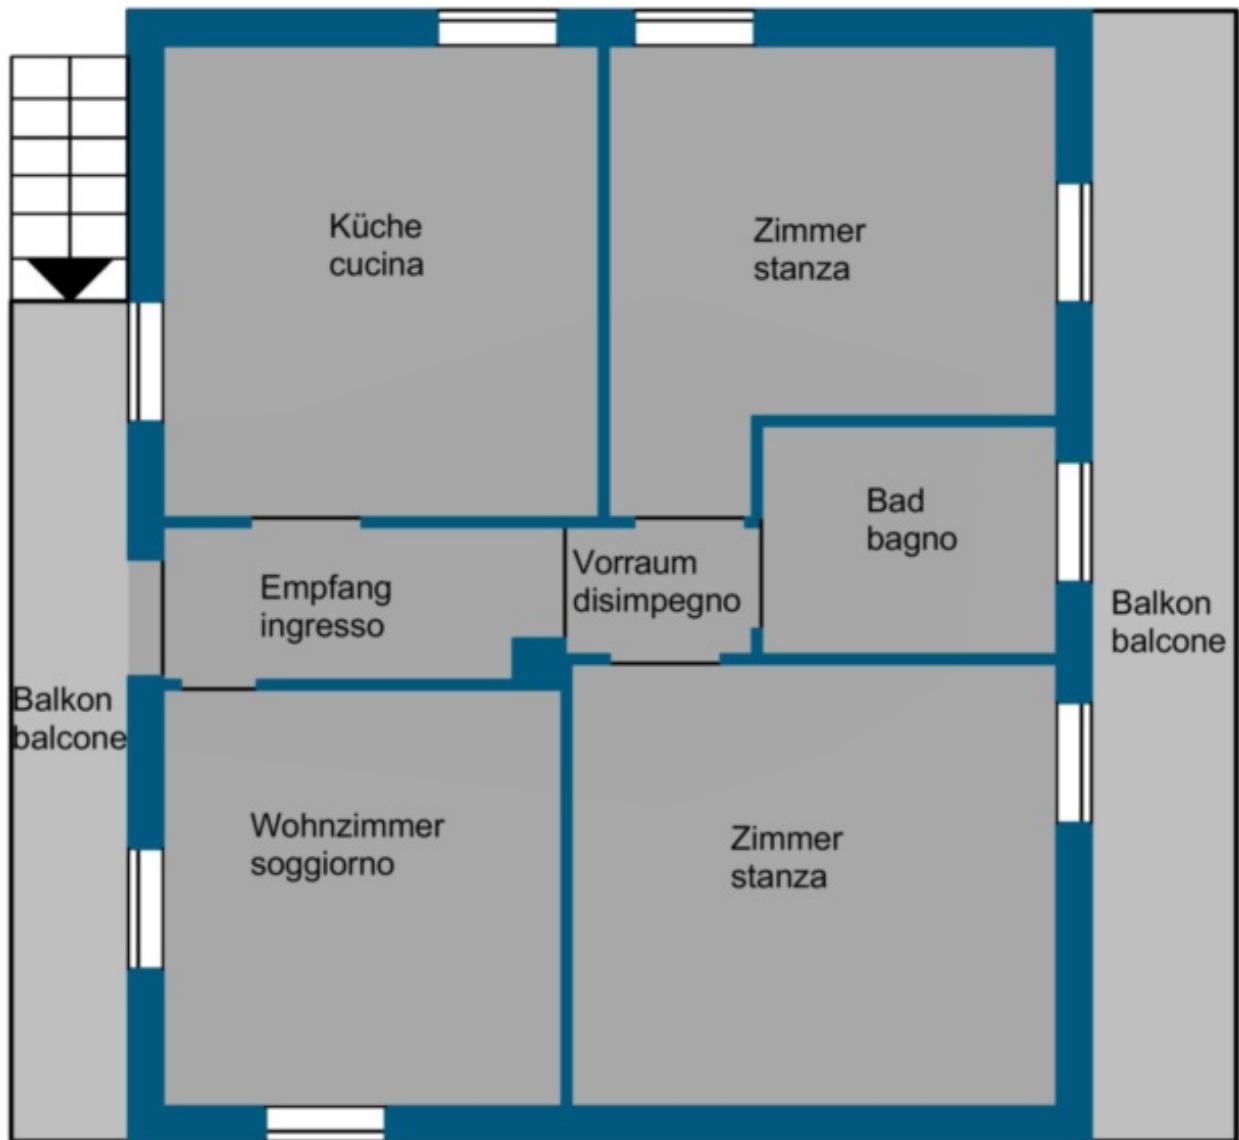 Küche
cucina
Zimmer
stanza
Bad
bagno
Vorraum
disimpegno
Empfang
ingresso
Balkon
balcone
Balkon
balcone
Wohnzimmer
soggiorno
Zimmer
stanza